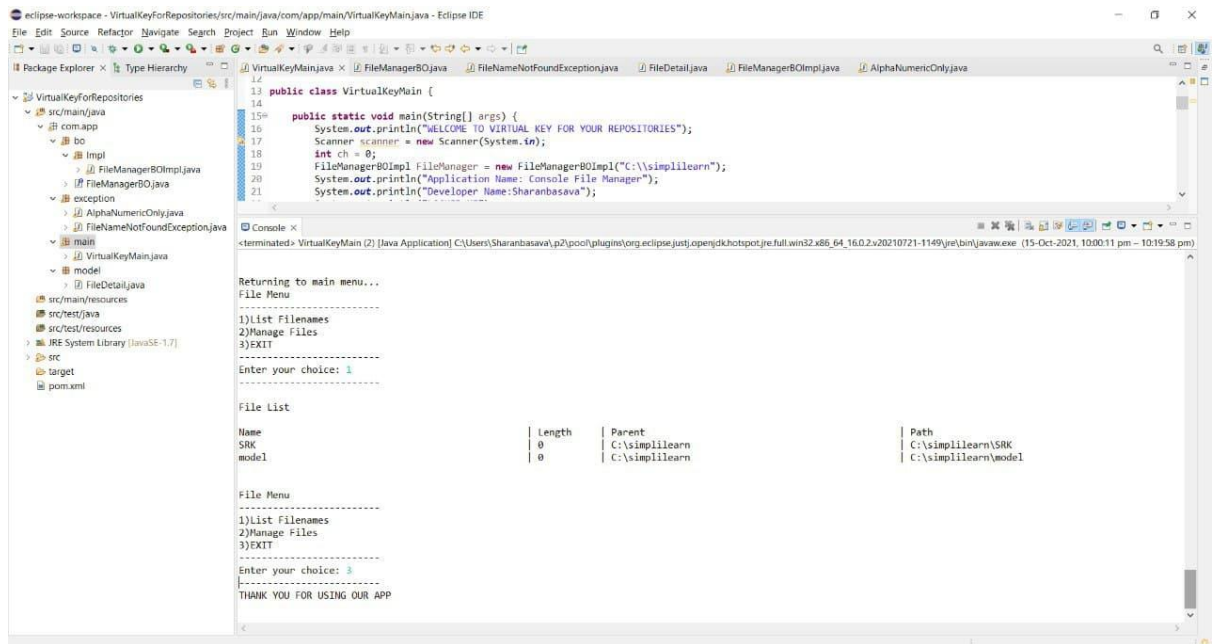 eclipse-workspace - VirtualKeyForRepositories/src/main/java/com/app/main/VirtualKeyMain.java - Eclipse IDE
File Edit Source Refactor Navigate Search Project Run Window Help
Package Explorer × Type Hierarchy
VirtualKeyForRepositories
src/main/java
com.app
bo
Impl
FileManagerBOImpl.java
FileManagerBO.java
exception
AlphaNumericOnly.java
FileNameNotFoundException.java
main
VirtualKeyMain.java
model
FileDetail.java
src/main/resources
src/test/java
src/test/resources
JRE System Library [JavaSE-1.7]
src
target
pom.xml
VirtualKeyMain.java × FileManagerBO.java FileNameNotFoundException.java FileDetail.java FileManagerBOImpl.java AlphaNumericOnly.java
12
13 public class VirtualKeyMain {
14
15 public static void main(String[] args) {
16 System.out.println("WELCOME TO VIRTUAL KEY FOR YOUR REPOSITORIES");
17 Scanner scanner = new Scanner(System.in);
18 int ch = 0;
19 FileManagerBOImpl FileManager = new FileManagerBOImpl("C:\\simplilearn");
20 System.out.println("Application Name: Console File Manager");
21 System.out.println("Developer Name:Sharanbasava");
Console ×
<terminated> VirtualKeyMain (2) [Java Application] C:\Users\Sharanbasava\.p2\pool\plugins\org.eclipse.justj.openjdk.hotspot.jre.full.win32.x86_64_16.0.2.v20210721-1149\jre\bin\javaw.exe (15-Oct-2021, 10:00:11 pm – 10:19:58 pm)
Returning to main menu...
File Menu
-------------------------
1)List Filenames
2)Manage Files
3)EXIT
-------------------------
Enter your choice: 1
-------------------------
File List
Name | Length | Parent | Path
SRK | 0 | C:\simplilearn | C:\simplilearn\SRK
model | 0 | C:\simplilearn | C:\simplilearn\model
File Menu
-------------------------
1)List Filenames
2)Manage Files
3)EXIT
-------------------------
Enter your choice: 3
-------------------------
THANK YOU FOR USING OUR APP